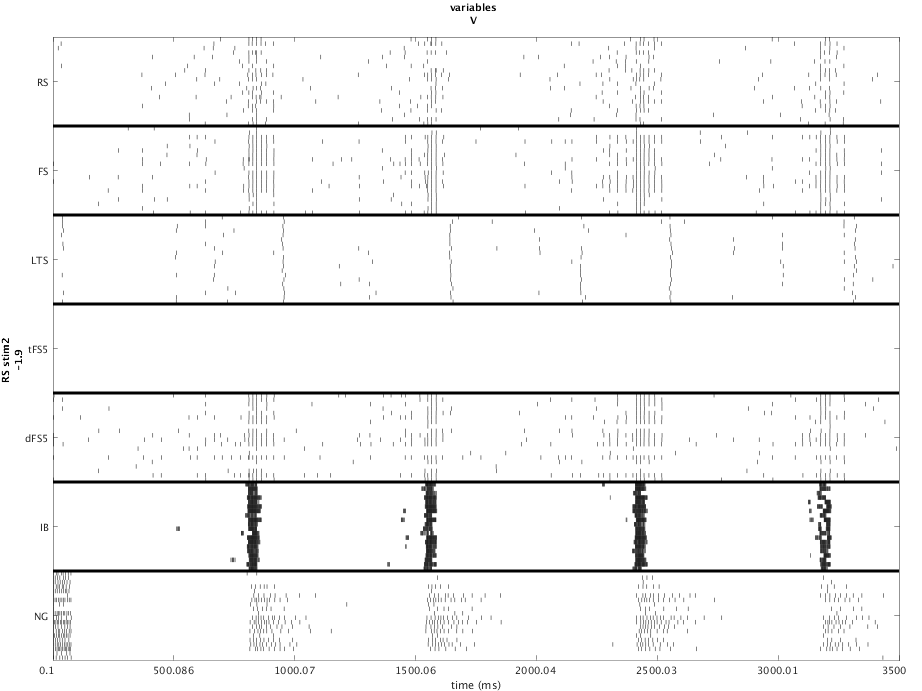 variables
V
RS
FS
LTS
tFS5
RS stim2
-1.9
dFS5
IB
NG
0.1 500.086 1000.07 1500.06 2000.04 2500.03 3000.01 3500
time (ms)